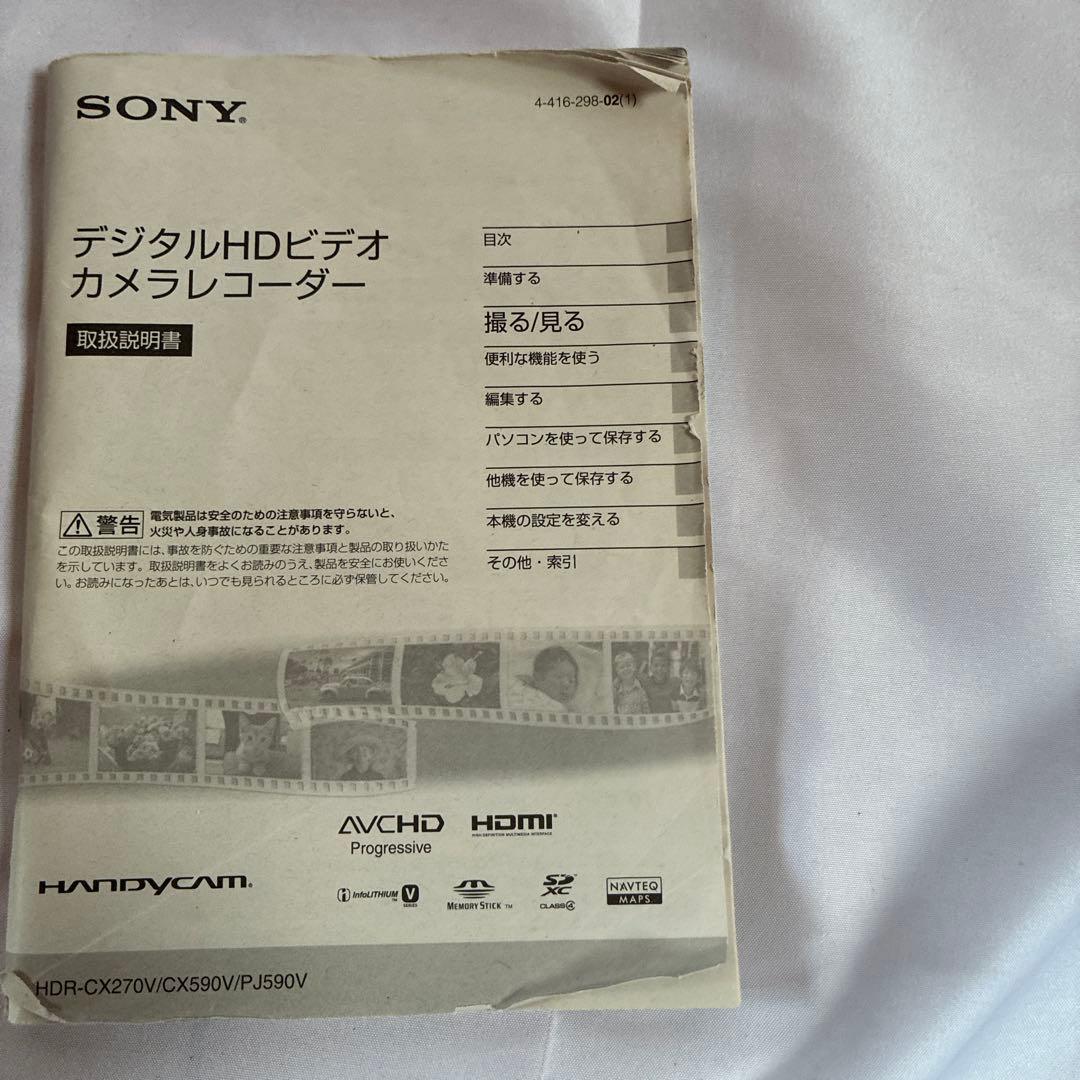 SONY®
4-416-298-02(1)
デジタルHDビデオ
カメラレコーダー
取扱説明書
目次
準備する
撮る/見る
便利な機能を使う
編集する
パソコンを使って保存する
他機を使って保存する
本機の設定を変える
その他・索引
警告
電気製品は安全のための注意事項を守らないと、
火災や人身事故になることがあります。
この取扱説明書には、事故を防ぐための重要な注意事項と製品の取り扱いかた
を示しています。取扱説明書をよくお読みのうえ、製品を安全にお使いくださ
い。お読みになったあとは、いつでも見られるところに必ず保管してください。
AVCHD
Progressive
HDMI®
HIGH-DEFINITION MULTIMEDIA INTERFACE
HANDYCAM®
InfoLITHIUM™ V
SERIES
MEMORY STICK™
SD™
XC
CLASS4
NAVTEQ
MAPS
HDR-CX270V/CX590V/PJ590V